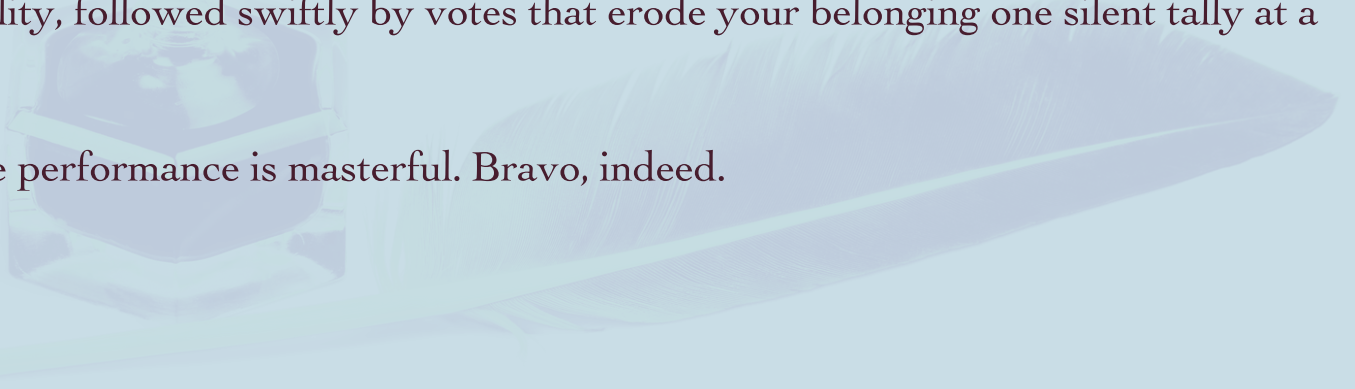 lity, followed swiftly by votes that erode your belonging one silent tally at a
e performance is masterful. Bravo, indeed.